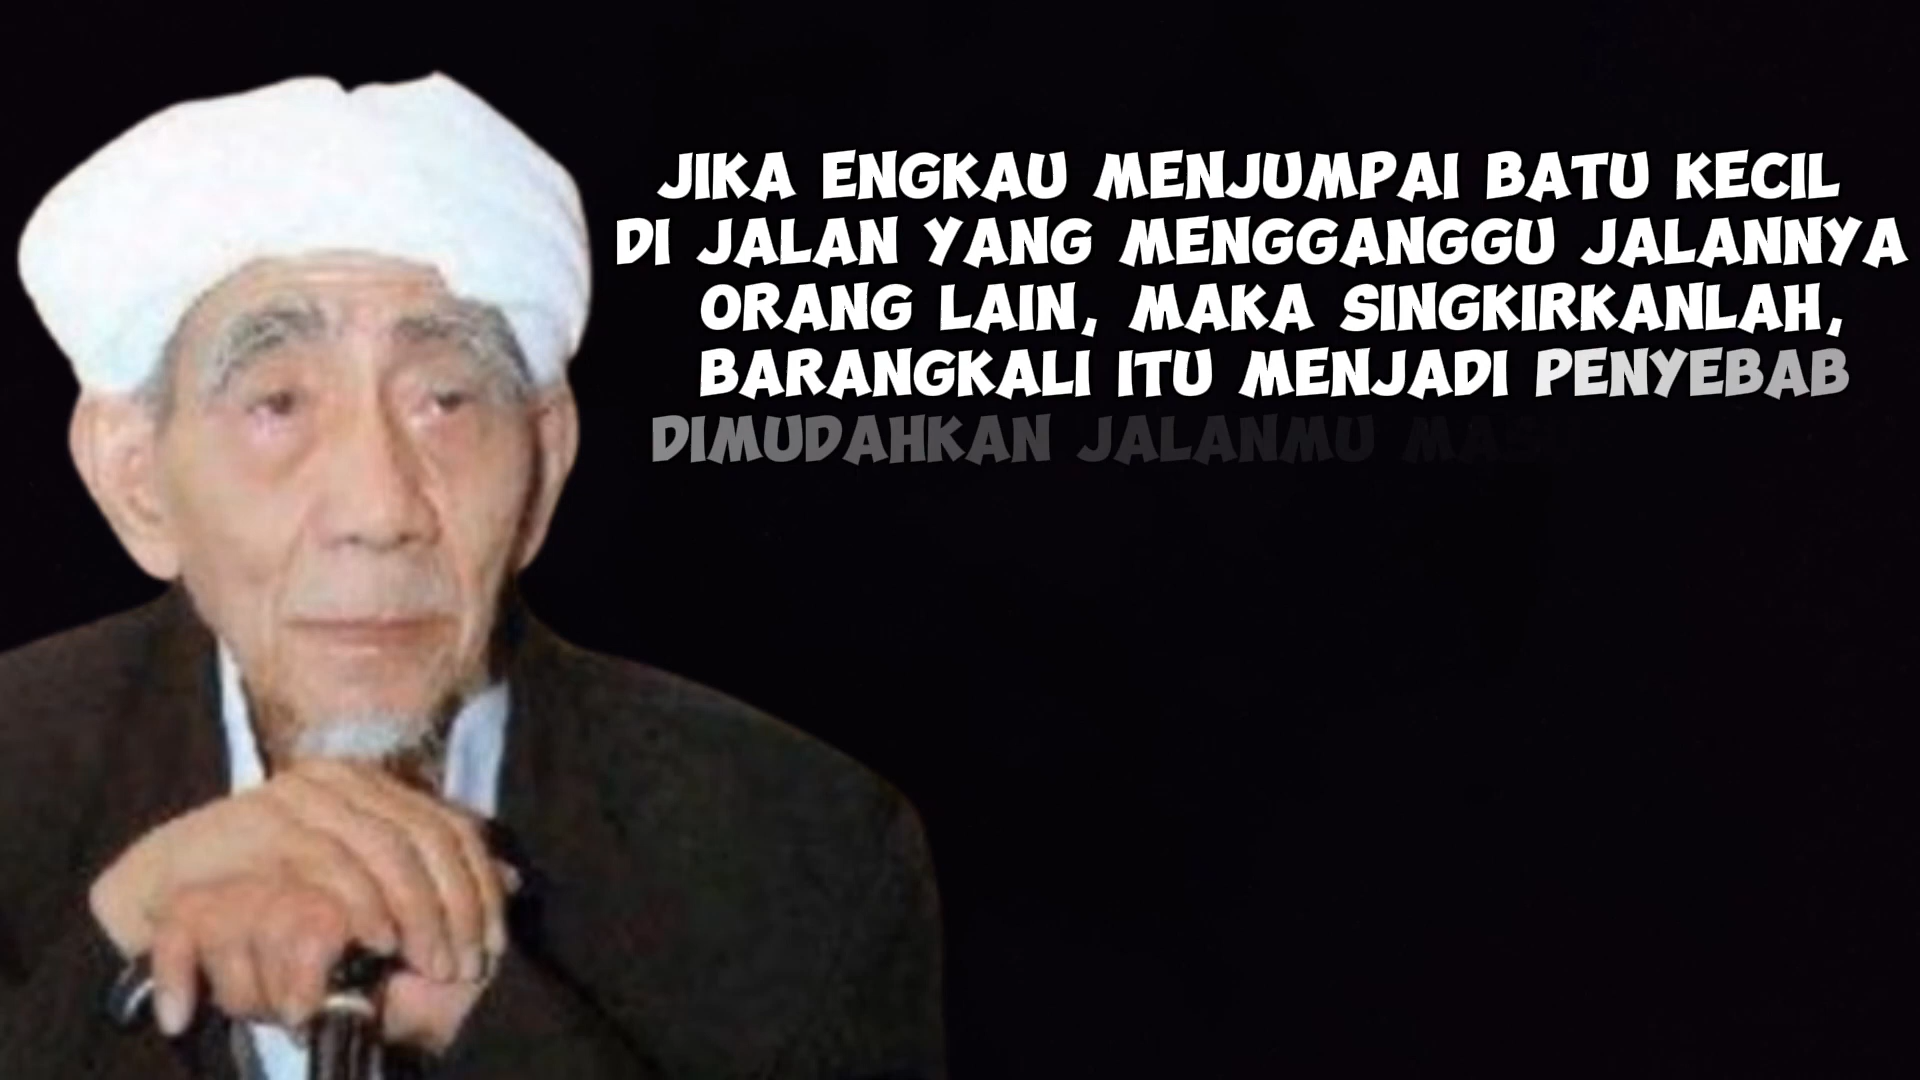 JIKA ENGKAU MENJUMPAI BATU KECIL
DI JALAN YANG MENGGANGGU JALANNYA
ORANG LAIN, MAKA SINGKIRKANLAH,
BARANGKALI ITU MENJADI PENYEBAB
DIMUDAHKAN JALANMU